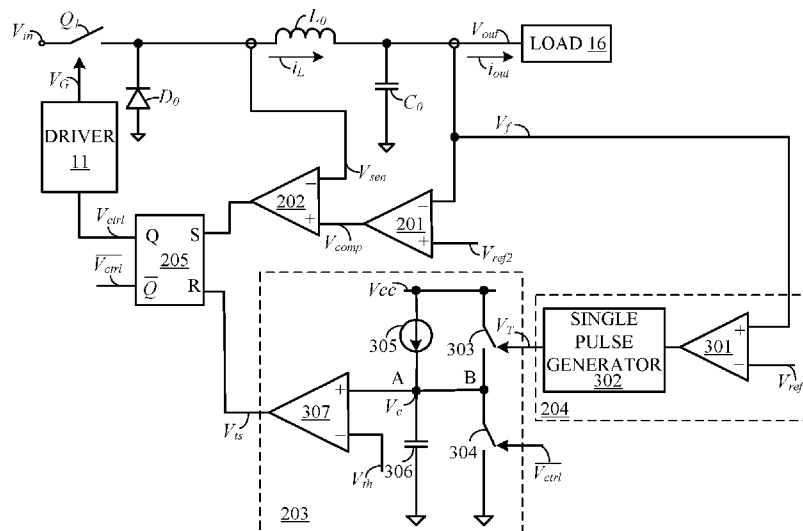 Vin
Q1
L0
Vout
LOAD 16
iL
iout
VG
D0
C0
DRIVER
11
Vf
Vsen
202
−
+
201
−
+
Vctrl
Vcomp
Vref2
Q
S
205
Vctrl
Q
R
Vcc
305
303
VT
SINGLE
PULSE
GENERATOR
302
301
+
−
Vref
204
A
B
307
+
−
Vc
Vts
Vth
306
304
Vctrl
203